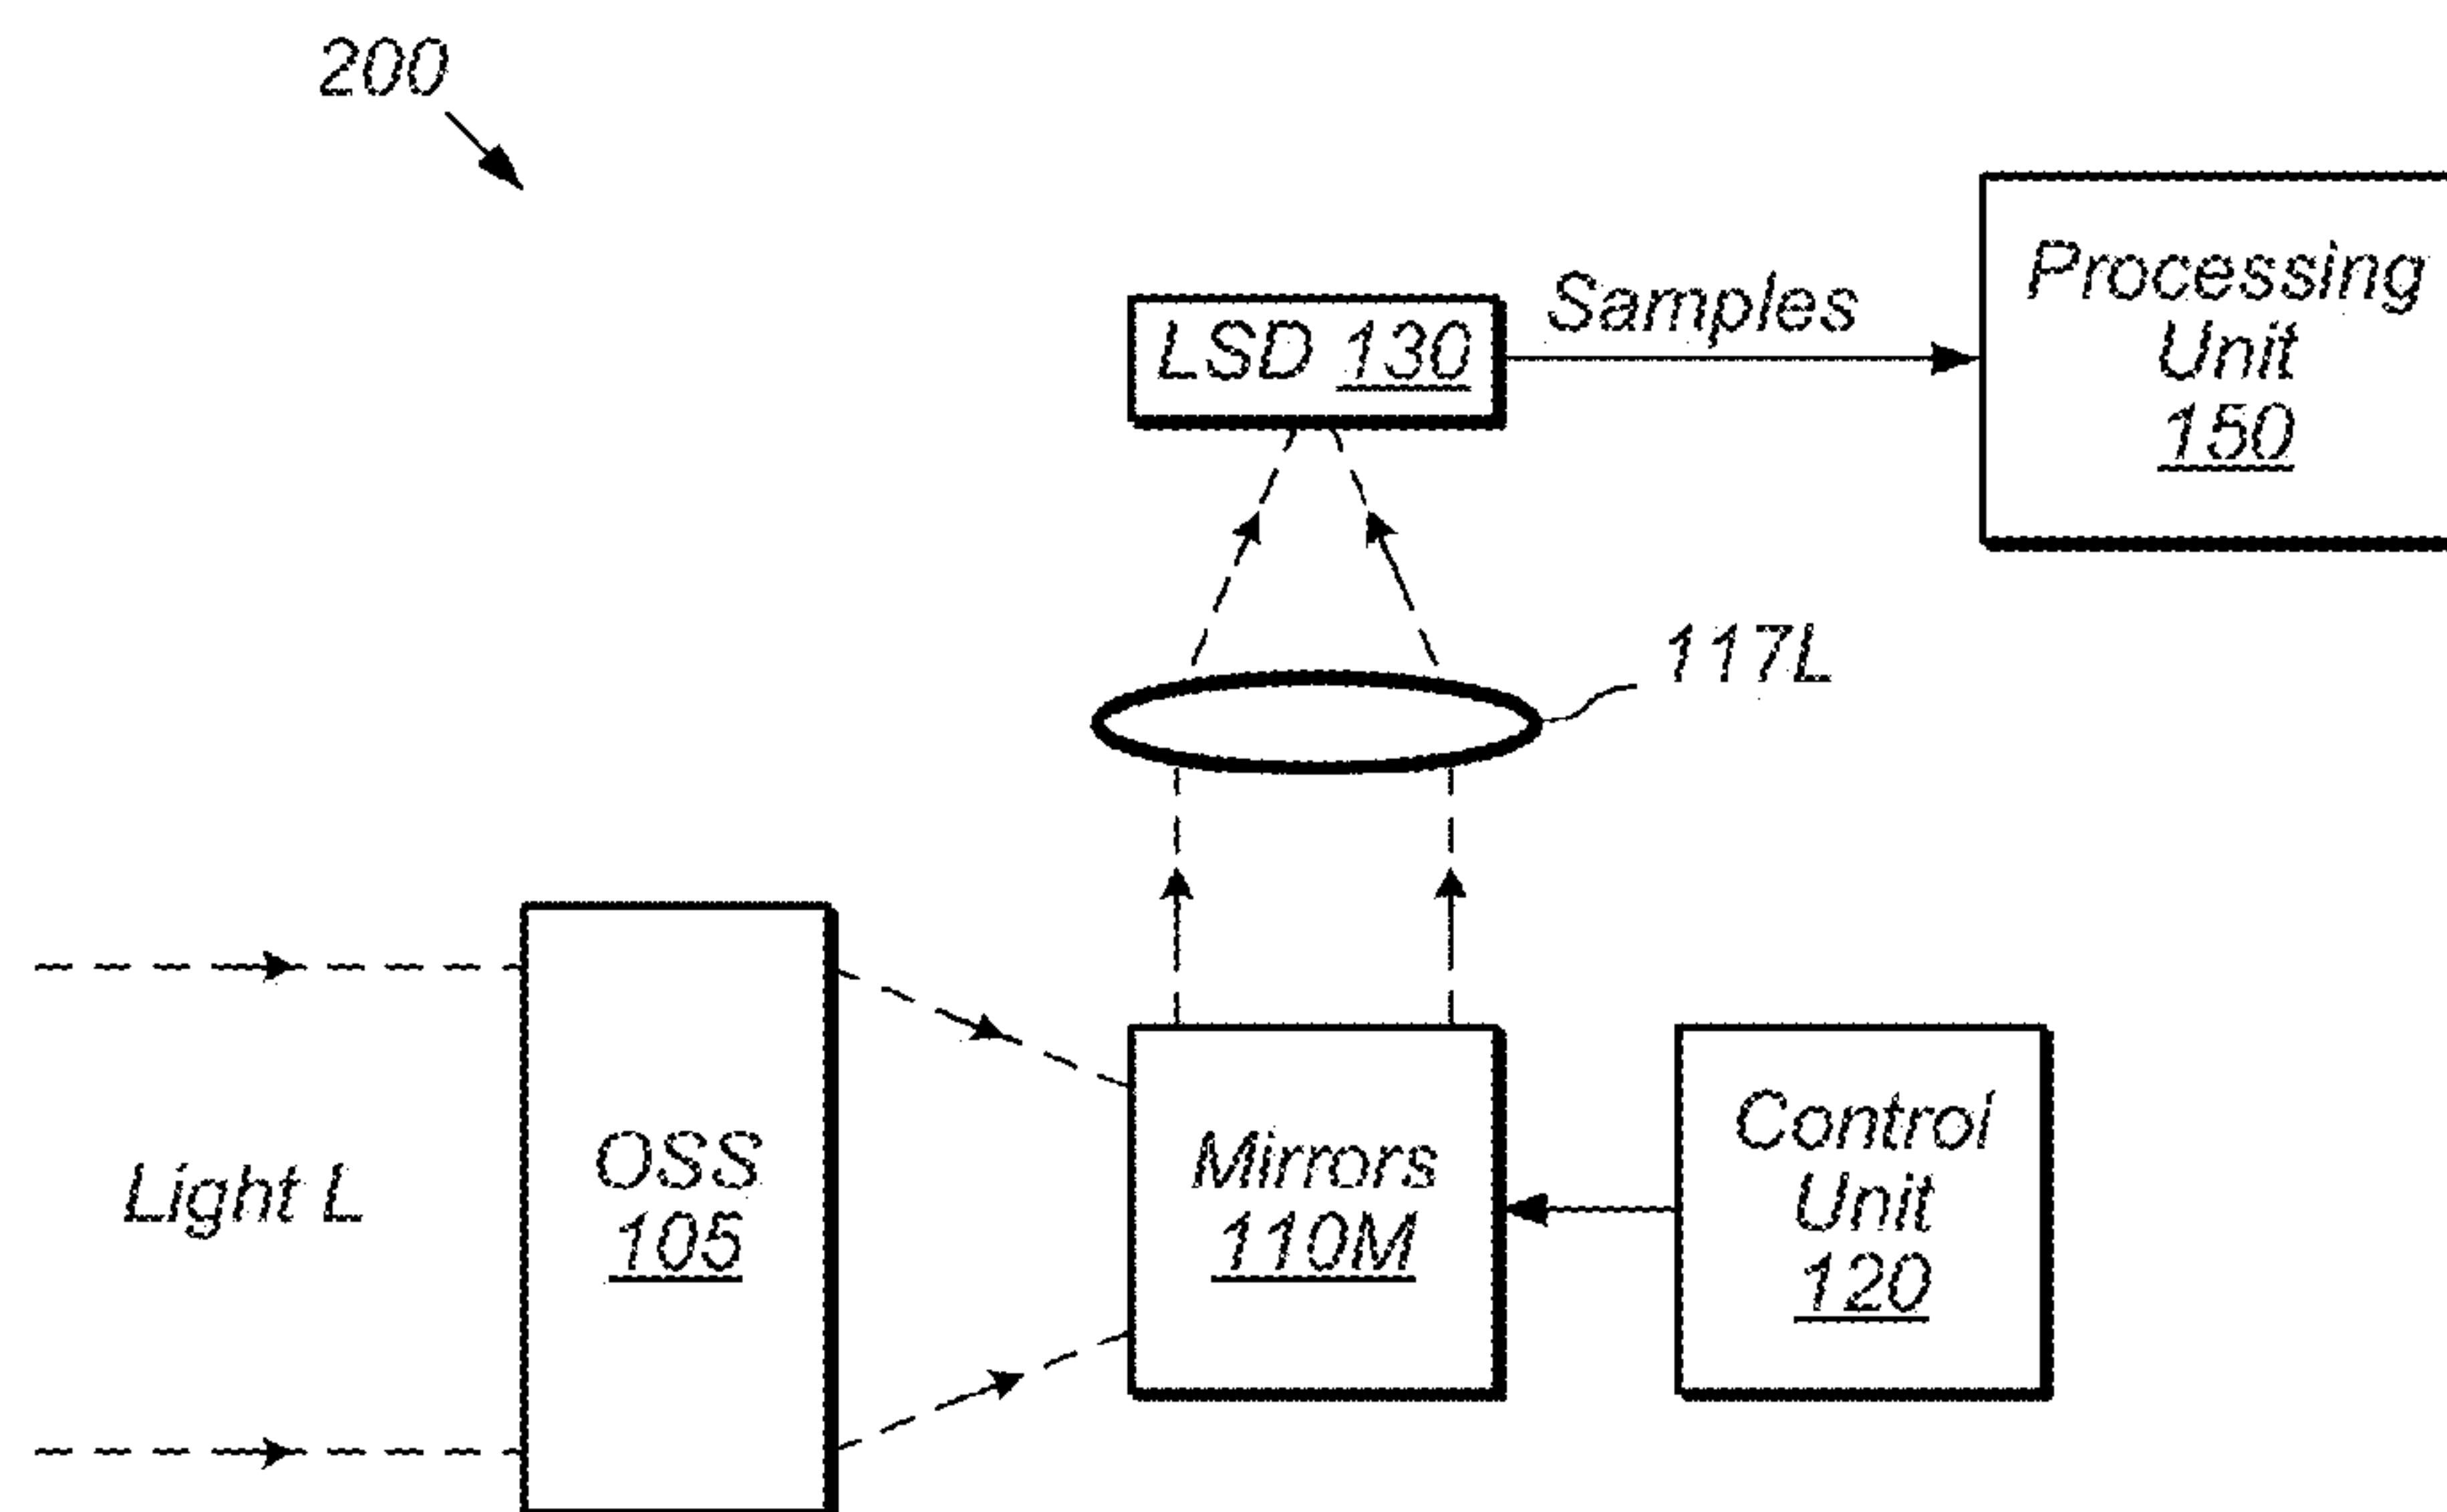 200
Processing
Unit
150
LSD 130
Samples
117L
Light L
OSS
105
Mirrors
110M
Control
Unit
120